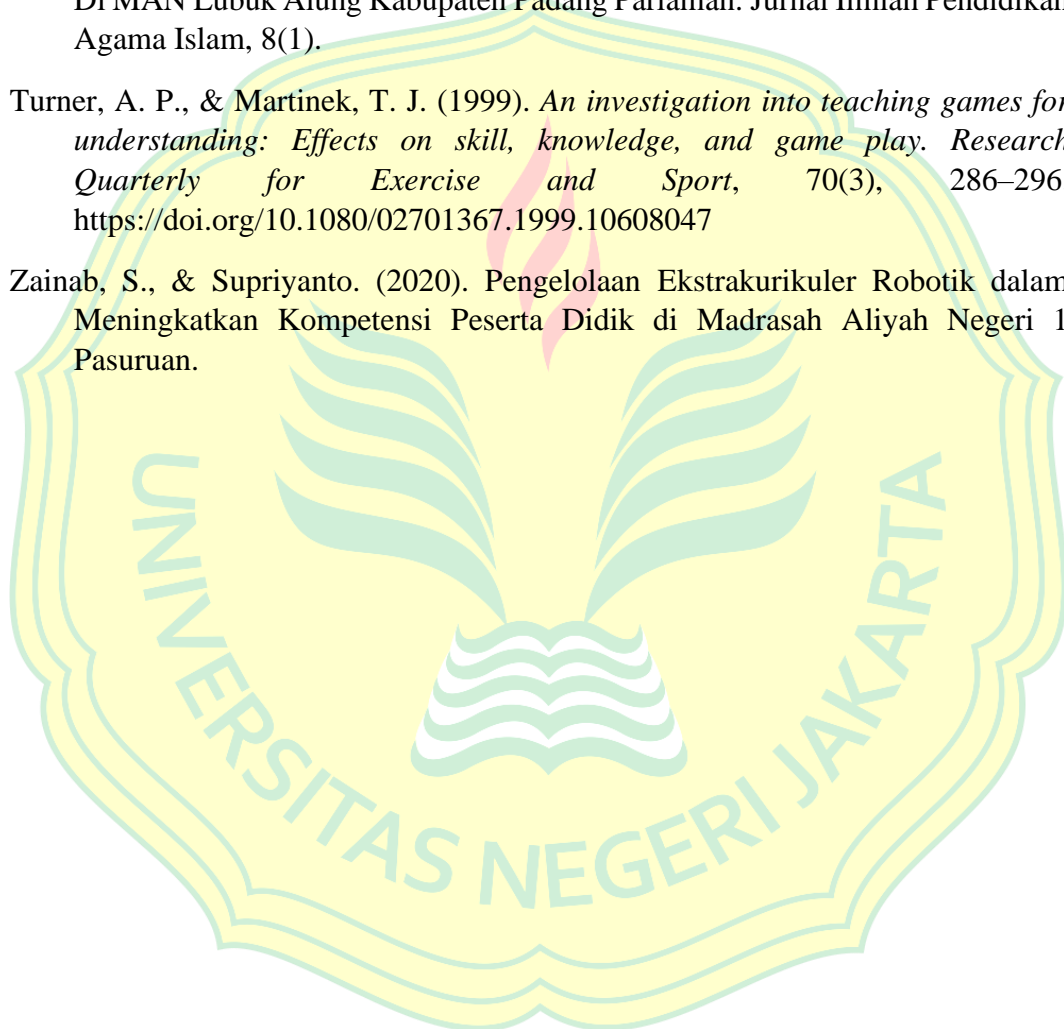 Di MAN Lubuk Alung Kabupaten Padang Pariaman. Jurnal Ilmiah Pendidikan
Agama Islam, 8(1).
Turner, A. P., & Martinek, T. J. (1999). An investigation into teaching games for
understanding: Effects on skill, knowledge, and game play. Research
Quarterly for Exercise and Sport, 70(3), 286–296
https://doi.org/10.1080/02701367.1999.10608047
Zainab, S., & Supriyanto. (2020). Pengelolaan Ekstrakurikuler Robotik dalam
Meningkatkan Kompetensi Peserta Didik di Madrasah Aliyah Negeri 1
Pasuruan.
UNIVERSITAS NEGERI JAKARTA